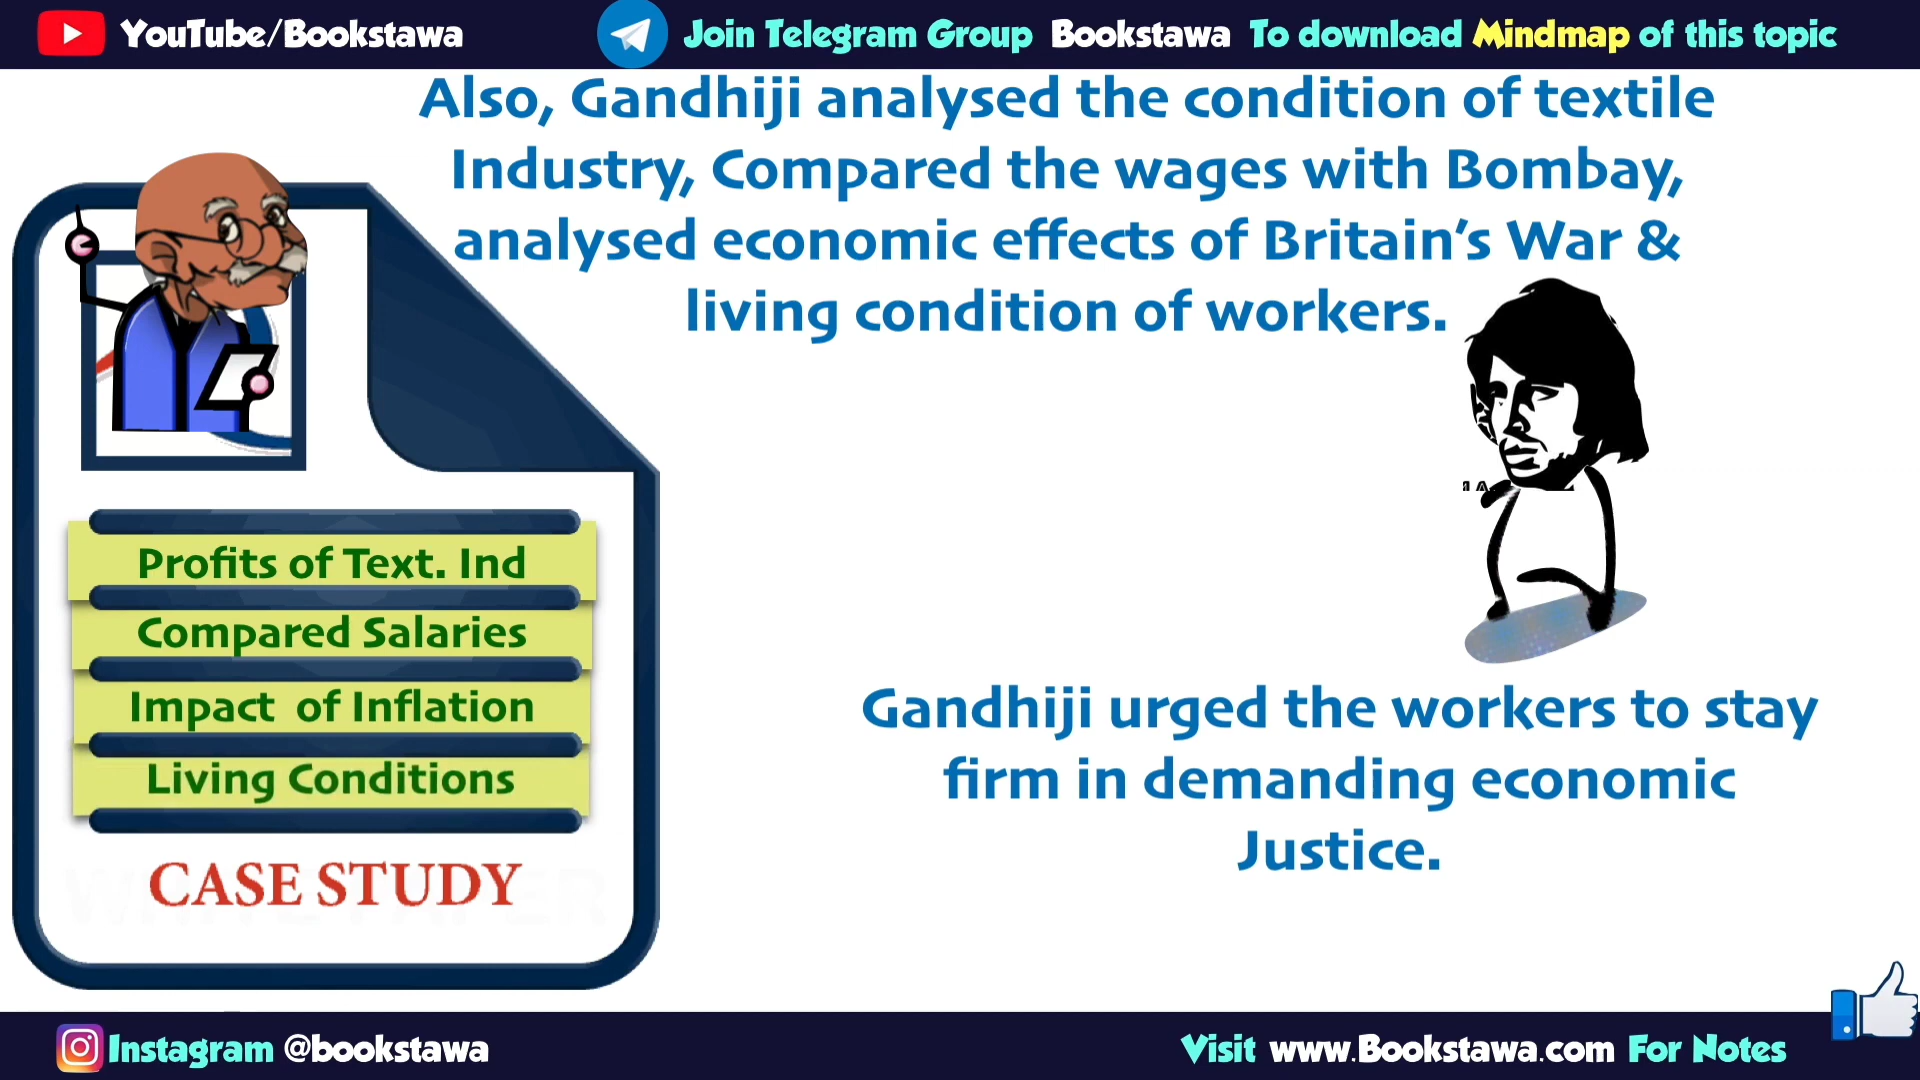 YouTube/Bookstawa
Join Telegram Group Bookstawa To download Mindmap of this topic
Also, Gandhiji analysed the condition of textile
Industry, Compared the wages with Bombay,
analysed economic effects of Britain's War &
living condition of workers.
Profits of Text. Ind
Compared Salaries
Impact of Inflation
Living Conditions
CASE STUDY
Gandhiji urged the workers to stay
firm in demanding economic
Justice.
Instagram @bookstawa
Visit www.Bookstawa.com For Notes